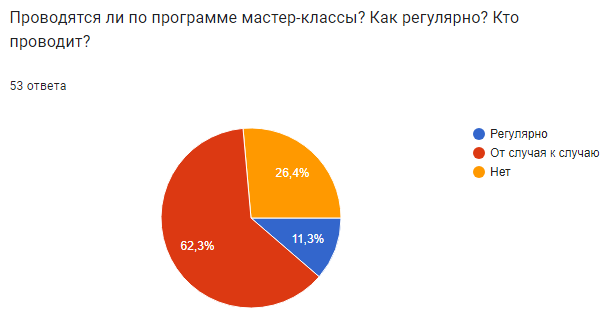 Проводятся ли по программе мастер-классы? Как регулярно? Кто
проводит?
53 ответа
Регулярно
От случая к случаю
Нет
26,4%
11,3%
62,3%